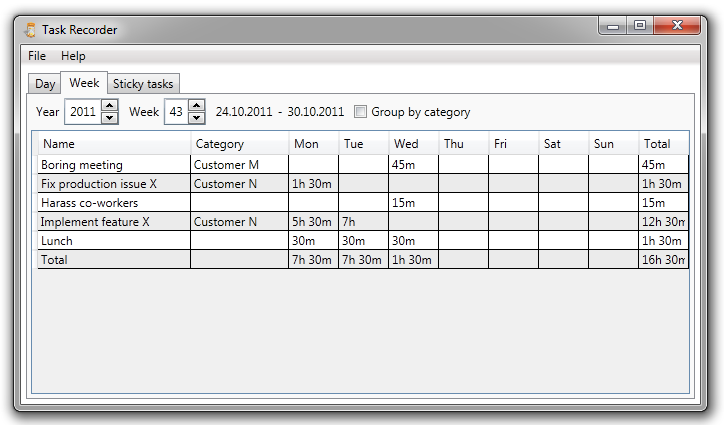 Task Recorder
File Help
Day Week Sticky tasks
Year 2011 Week 43 24.10.2011 - 30.10.2011 Group by category
Name Category Mon Tue Wed Thu Fri Sat Sun Total
Boring meeting Customer M 45m 45m
Fix production issue X Customer N 1h 30m 1h 30m
Harass co-workers 15m 15m
Implement feature X Customer N 5h 30m 7h 12h 30m
Lunch 30m 30m 30m 1h 30m
Total 7h 30m 7h 30m 1h 30m 16h 30m